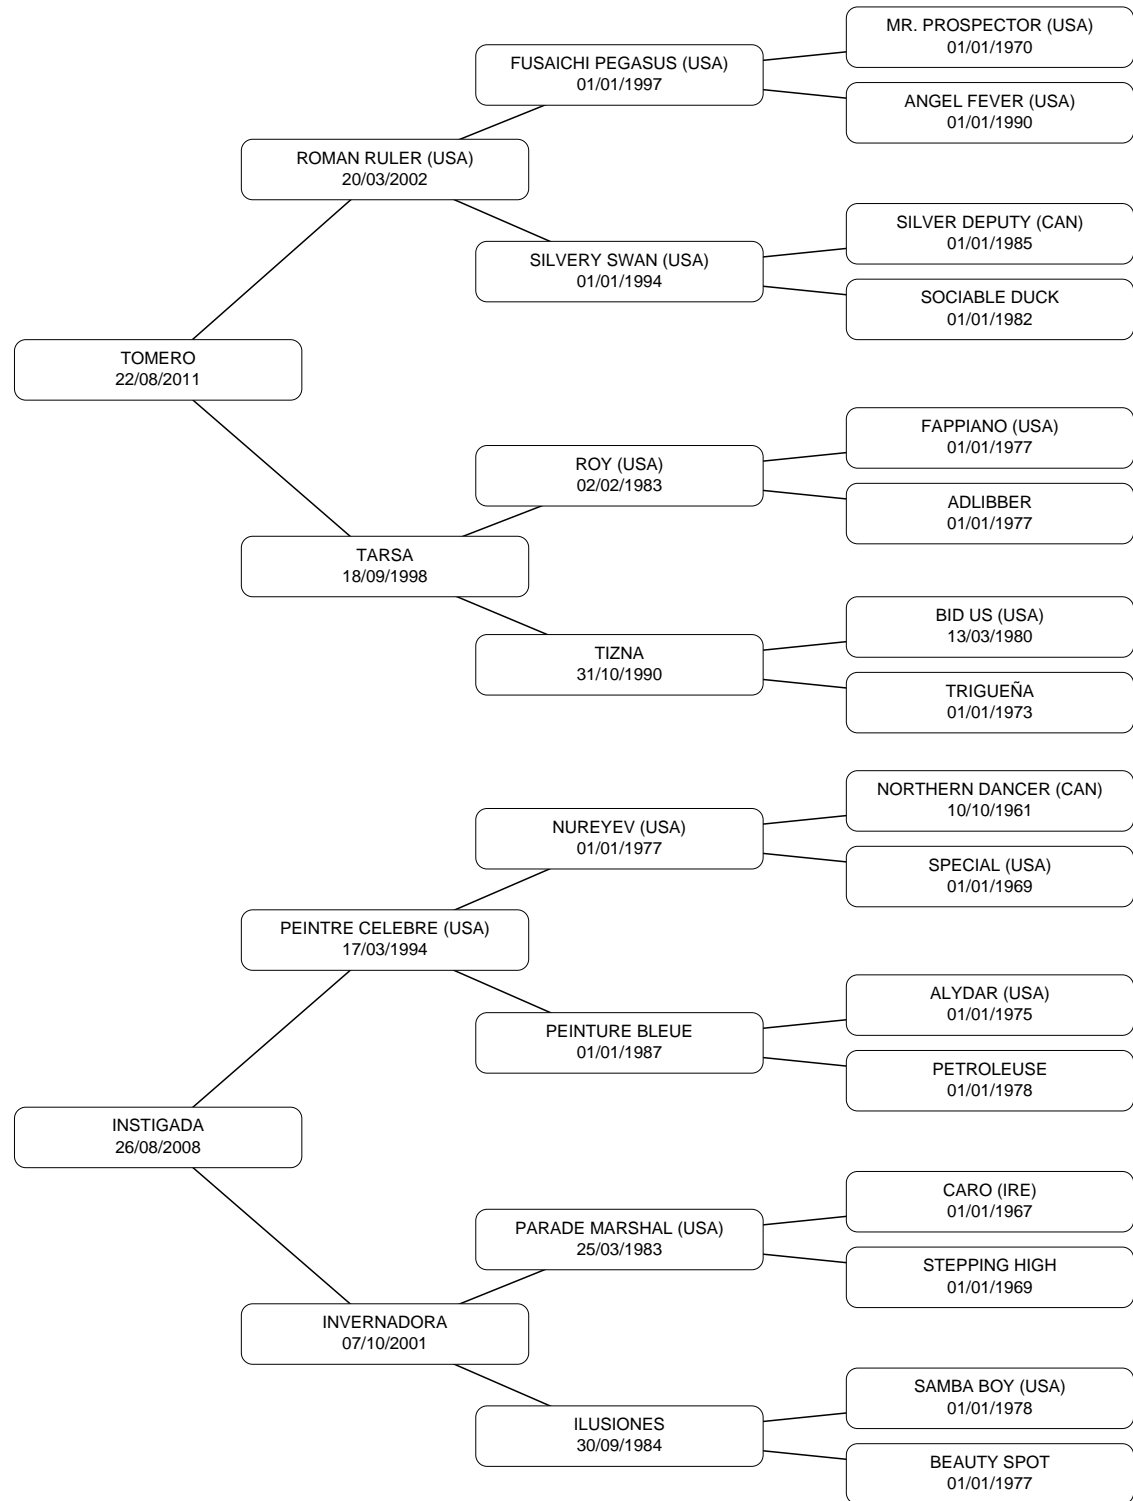 MR. PROSPECTOR (USA)
01/01/1970
FUSAICHI PEGASUS (USA)
01/01/1997
ANGEL FEVER (USA)
01/01/1990
ROMAN RULER (USA)
20/03/2002
SILVER DEPUTY (CAN)
01/01/1985
SILVERY SWAN (USA)
01/01/1994
SOCIABLE DUCK
01/01/1982
TOMERO
22/08/2011
FAPPIANO (USA)
01/01/1977
ROY (USA)
02/02/1983
ADLIBBER
01/01/1977
TARSA
18/09/1998
BID US (USA)
13/03/1980
TIZNA
31/10/1990
TRIGUEÑA
01/01/1973
NORTHERN DANCER (CAN)
10/10/1961
NUREYEV (USA)
01/01/1977
SPECIAL (USA)
01/01/1969
PEINTRE CELEBRE (USA)
17/03/1994
ALYDAR (USA)
01/01/1975
PEINTURE BLEUE
01/01/1987
PETROLEUSE
01/01/1978
INSTIGADA
26/08/2008
CARO (IRE)
01/01/1967
PARADE MARSHAL (USA)
25/03/1983
STEPPING HIGH
01/01/1969
INVERNADORA
07/10/2001
SAMBA BOY (USA)
01/01/1978
ILUSIONES
30/09/1984
BEAUTY SPOT
01/01/1977